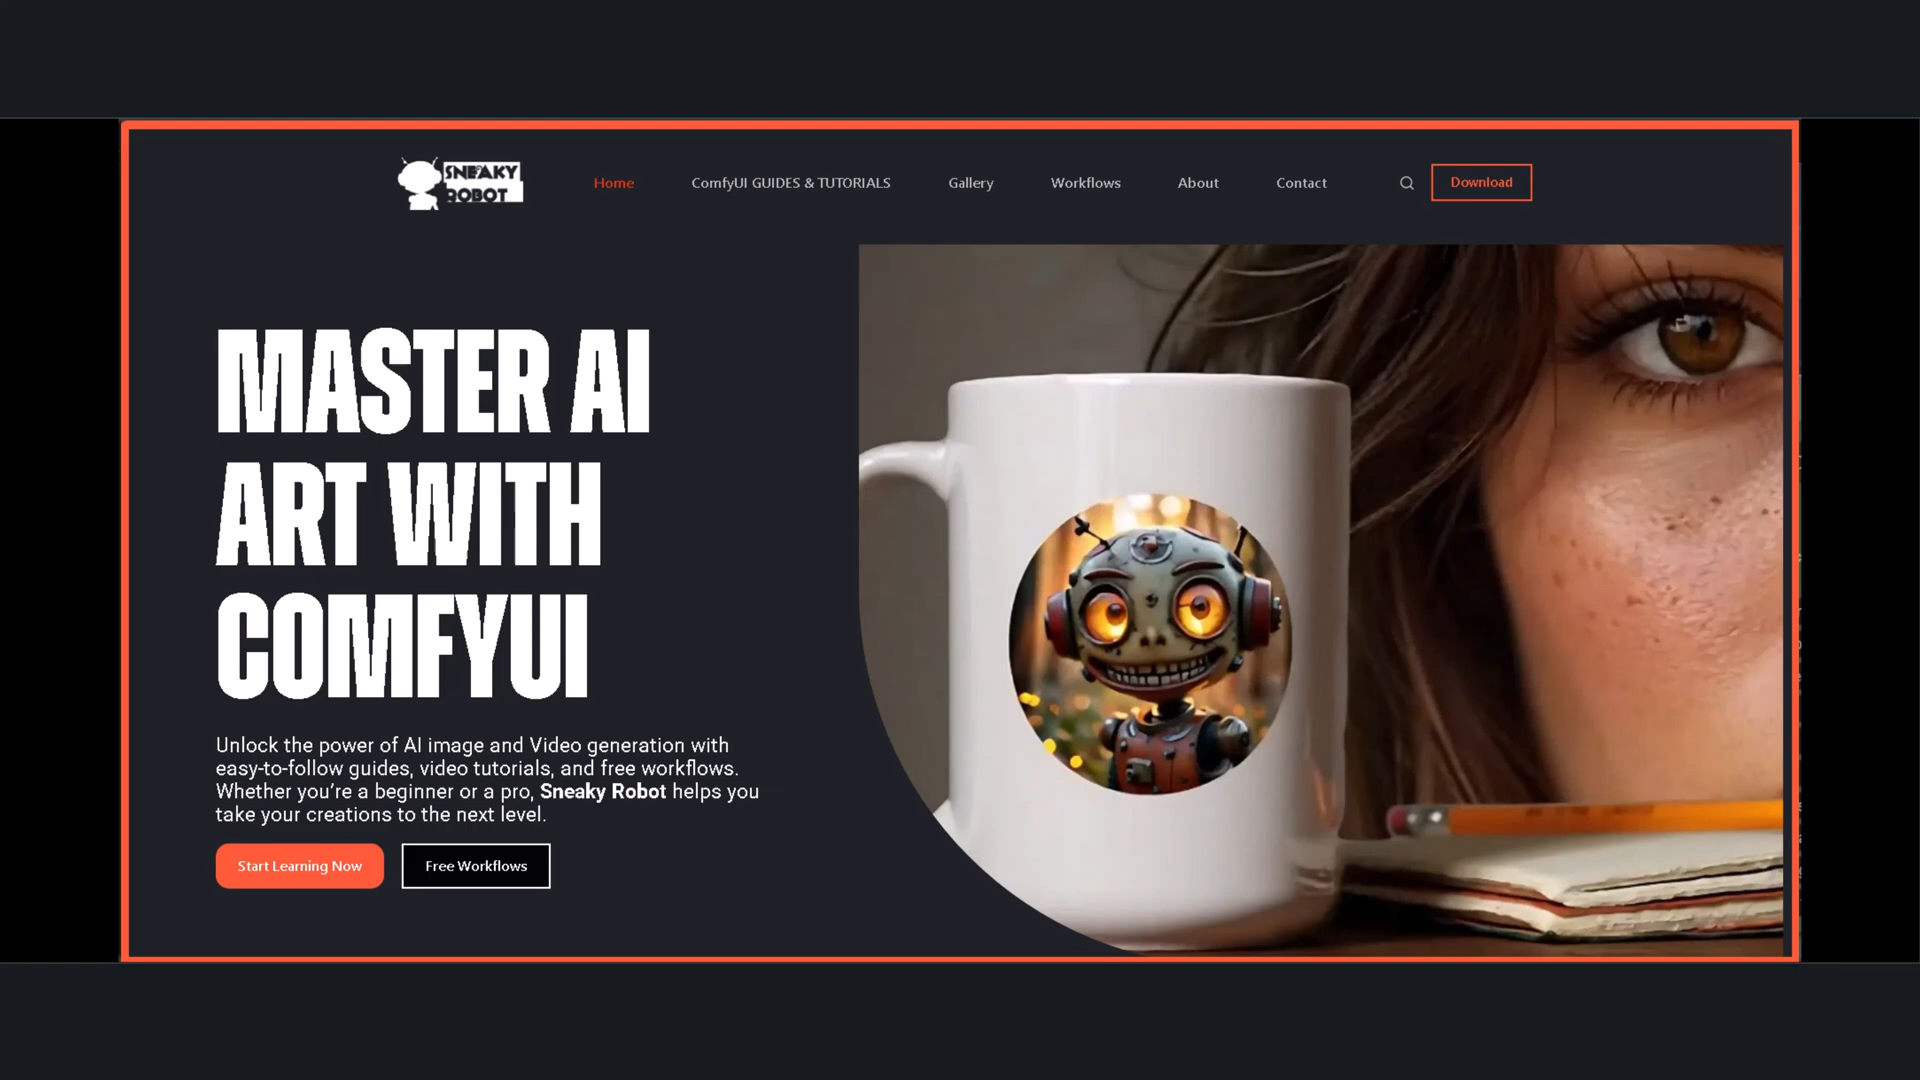 SNEAKY
ROBOT
Home
ComfyUI GUIDES & TUTORIALS
Gallery
Workflows
About
Contact
Download
MASTER AI
ART WITH
COMFYUI
Unlock the power of AI image and Video generation with
easy-to-follow guides, video tutorials, and free workflows.
Whether you're a beginner or a pro, Sneaky Robot helps you
take your creations to the next level.
Start Learning Now
Free Workflows